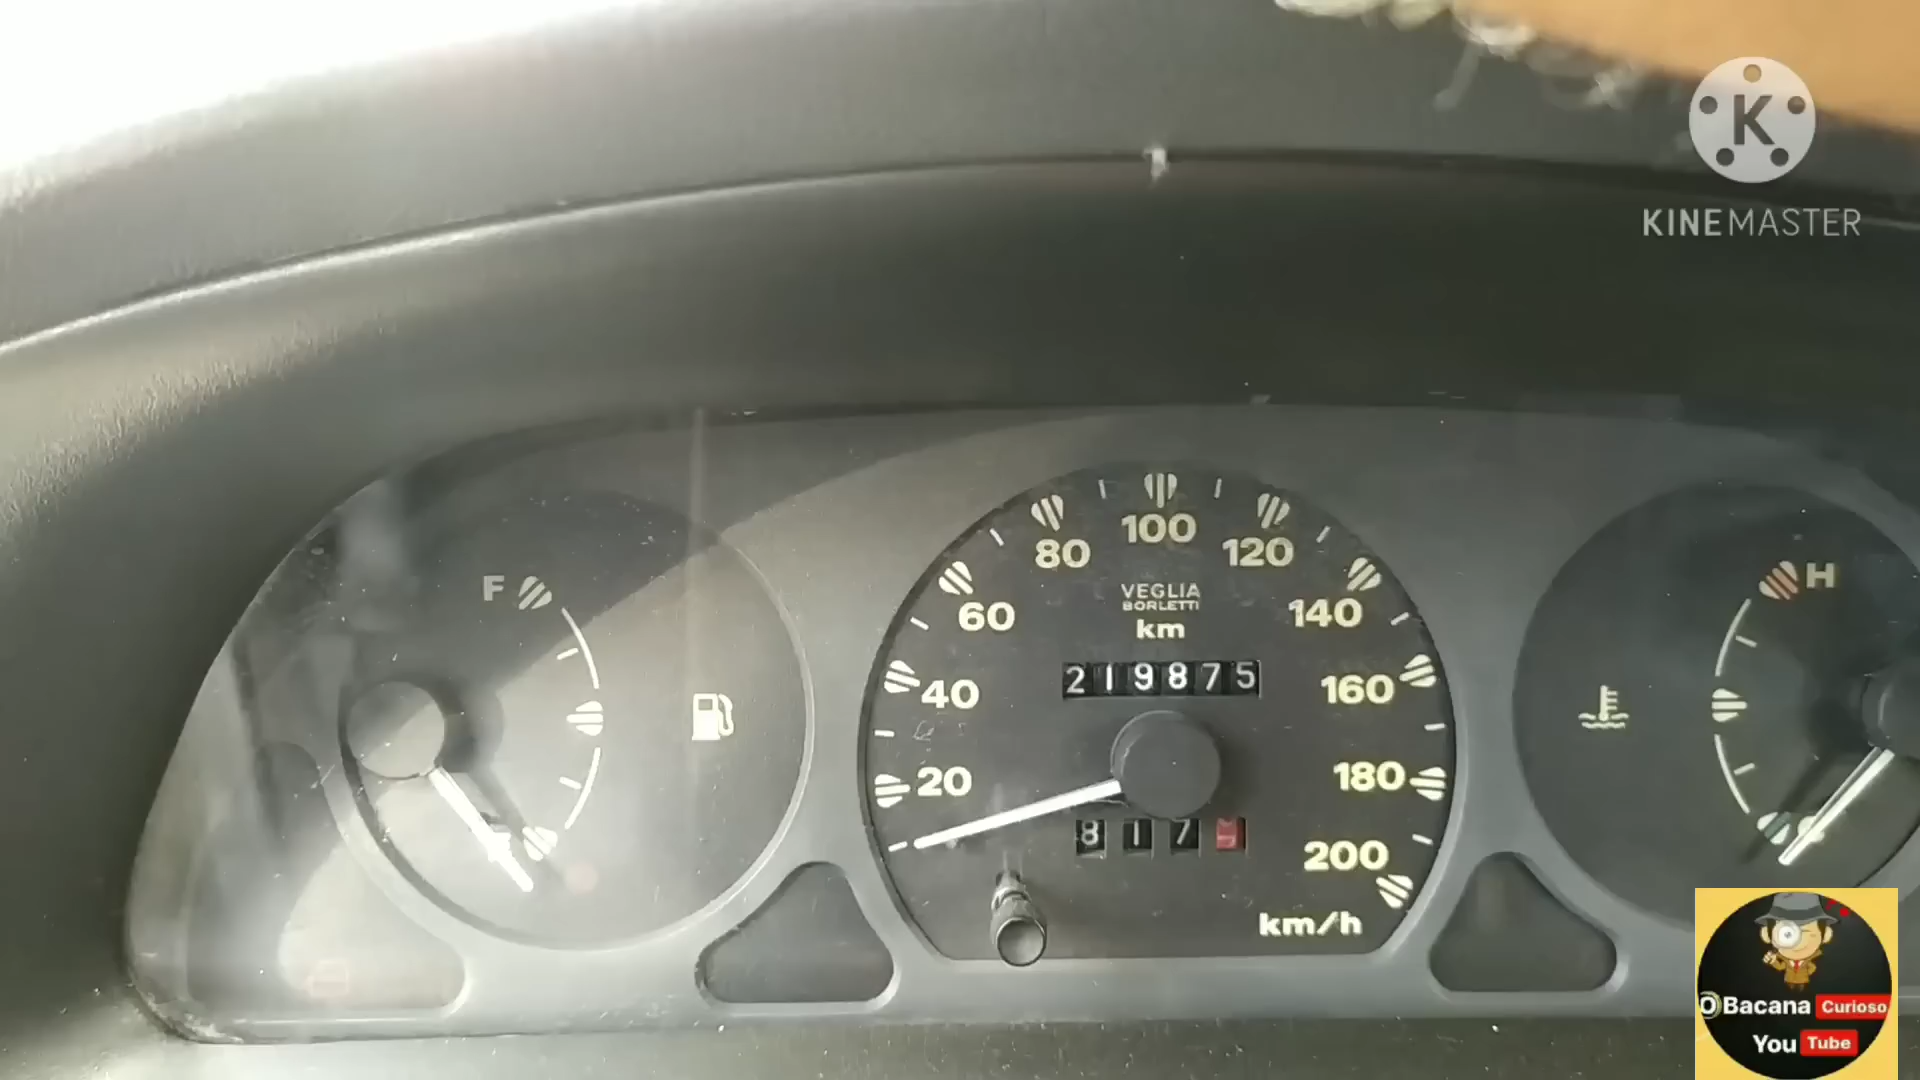 K
KINEMASTER
F
H
20
40
60
80
100
120
140
160
180
200
VEGLIA
BORLETTI
km
219875
817
km/h
O Bacana Curioso
You Tube